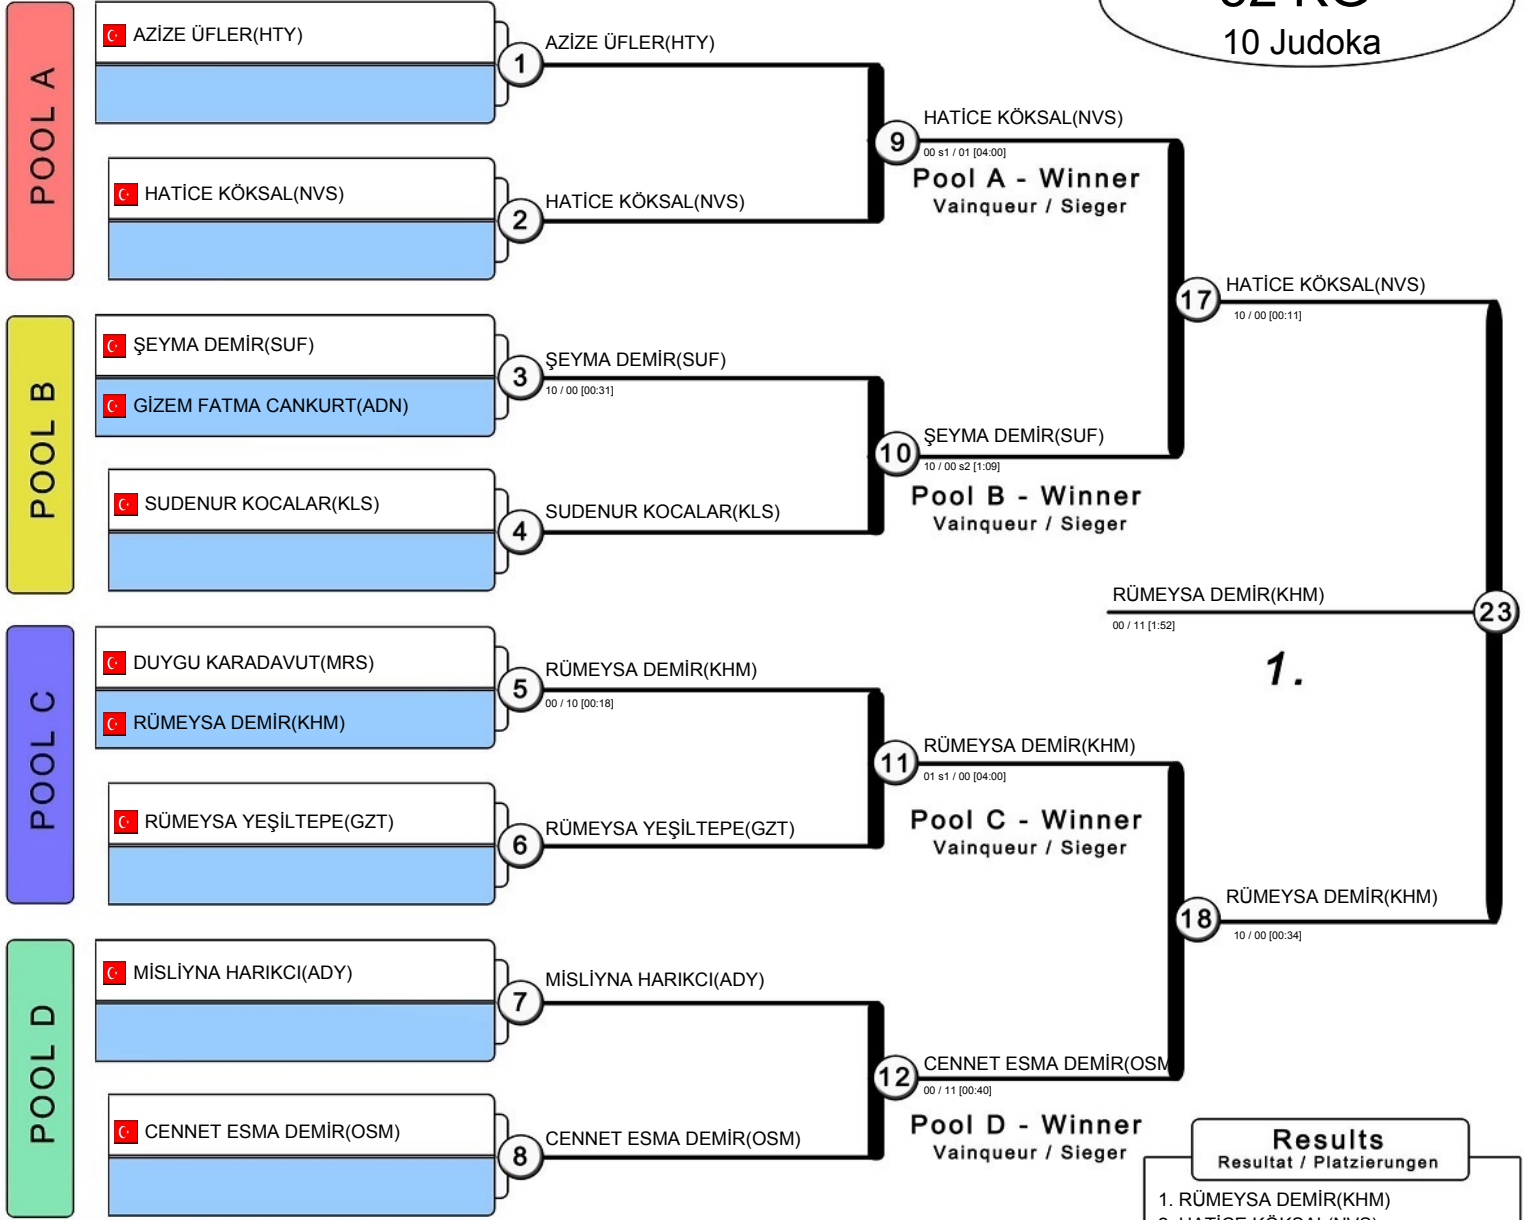 10 Judoka
POOL A
AZİZE ÜFLER(HTY)
1
AZİZE ÜFLER(HTY)
HATİCE KÖKSAL(NVS)
2
HATİCE KÖKSAL(NVS)
9
HATİCE KÖKSAL(NVS)
00 s1 / 01 [04:00]
Pool A - Winner
Vainqueur / Sieger
POOL B
ŞEYMA DEMİR(SUF)
GİZEM FATMA CANKURT(ADN)
3
ŞEYMA DEMİR(SUF)
10 / 00 [00:31]
SUDENUR KOCALAR(KLS)
4
SUDENUR KOCALAR(KLS)
10
ŞEYMA DEMİR(SUF)
10 / 00 s2 [1:09]
Pool B - Winner
Vainqueur / Sieger
17
HATİCE KÖKSAL(NVS)
10 / 00 [00:11]
RÜMEYSA DEMİR(KHM)
00 / 11 [1:52]
23
1.
POOL C
DUYGU KARADAVUT(MRS)
RÜMEYSA DEMİR(KHM)
5
RÜMEYSA DEMİR(KHM)
00 / 10 [00:18]
RÜMEYSA YEŞİLTEPE(GZT)
6
RÜMEYSA YEŞİLTEPE(GZT)
11
RÜMEYSA DEMİR(KHM)
01 s1 / 00 [04:00]
Pool C - Winner
Vainqueur / Sieger
18
RÜMEYSA DEMİR(KHM)
10 / 00 [00:34]
POOL D
MİSLİYNA HARIKCI(ADY)
7
MİSLİYNA HARIKCI(ADY)
CENNET ESMA DEMİR(OSM)
8
CENNET ESMA DEMİR(OSM)
12
CENNET ESMA DEMİR(OSM
00 / 11 [00:40]
Pool D - Winner
Vainqueur / Sieger
Results
Resultat / Platzierungen
1. RÜMEYSA DEMİR(KHM)
2. HATİCE KÖKSAL(NVS)